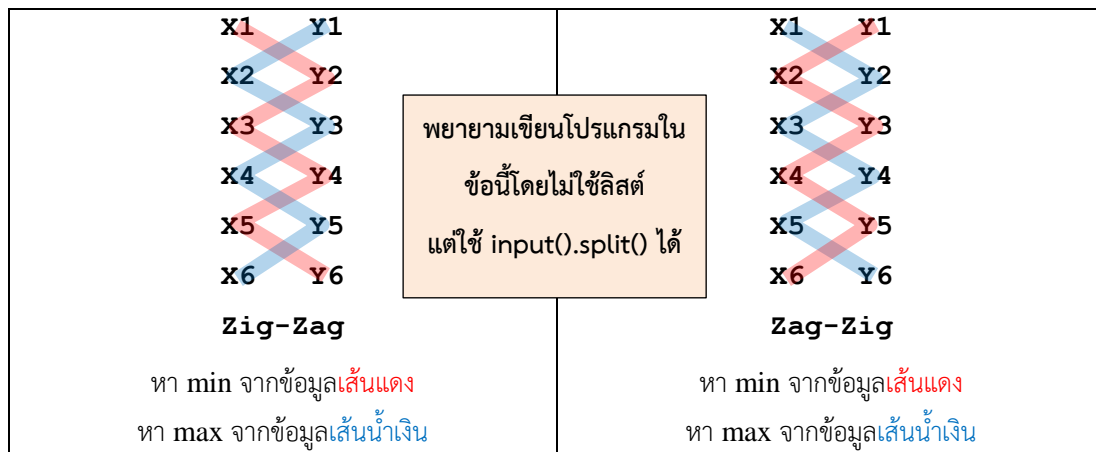 X1 Y1
X2 Y2
X3 Y3
X4 Y4
X5 Y5
X6 Y6
Zig-Zag
หา min จากข้อมูลเส้นแดง
หา max จากข้อมูลเส้นน้ำเงิน
พยายามเขียนโปรแกรมใน
ข้อนี้โดยไม่ใช้ลิสต์
แต่ใช้ input().split() ได้
X1 Y1
X2 Y2
X3 Y3
X4 Y4
X5 Y5
X6 Y6
Zag-Zig
หา min จากข้อมูลเส้นแดง
หา max จากข้อมูลเส้นน้ำเงิน